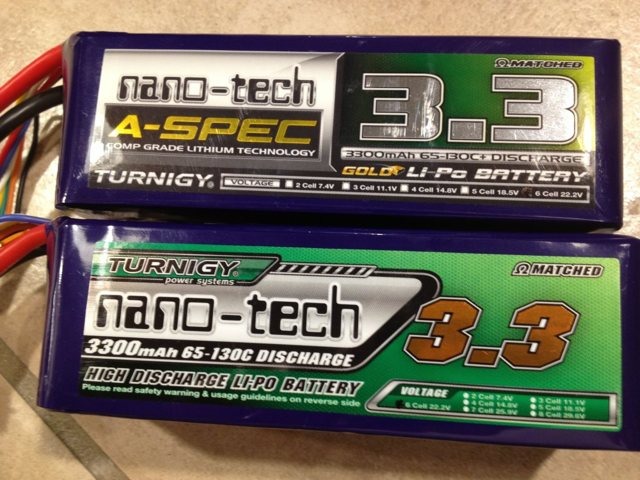 ΩMATCHED
nano-tech
3.3
A-SPEC
COMP GRADE LITHIUM TECHNOLOGY
3300mAh 65-130C+ DISCHARGE
GOLD LI-PO BATTERY
TURNIGY®
VOLTAGE 2 Cell 7.4V 3 Cell 11.1V 4 Cell 14.8V 5 Cell 18.5V 6 Cell 22.2V
TURNIGY®
power systems
ΩMATCHED
nano-tech
3.3
3300mAh 65-130C DISCHARGE
HIGH DISCHARGE LI-PO BATTERY
Please read safety warning & usage guidelines on reverse side
VOLTAGE
2 Cell 7.4V 3 Cell 11.1V
4 Cell 14.8V 5 Cell 18.5V
6 Cell 22.2V 7 Cell 25.9V 8 Cell 29.6V